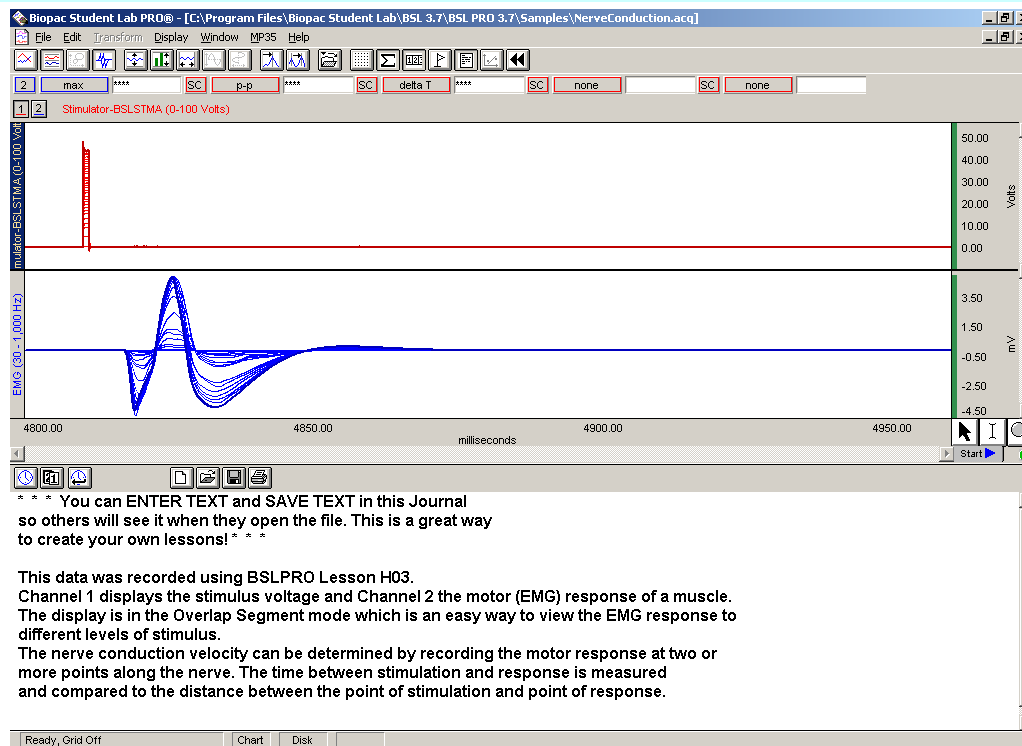 Biopac Student Lab PRO® - [C:\Program Files\Biopac Student Lab\BSL 3.7\BSL PRO 3.7\Samples\NerveConduction.acq]
File Edit Transform Display Window MP35 Help
2 max **** SC p-p **** SC delta T **** SC none SC none
1 2 Stimulator-BSLSTMA (0-100 Volts)
mulator-BSLSTMA (0-100 Volt
50.00
40.00
30.00
20.00
10.00
0.00
Volts
EMG (30 - 1,000 Hz)
3.50
1.50
-0.50
-2.50
-4.50
mV
4800.00 4850.00 4900.00 4950.00
milliseconds
Start
* * * You can ENTER TEXT and SAVE TEXT in this Journal
so others will see it when they open the file. This is a great way
to create your own lessons! * * *
This data was recorded using BSLPRO Lesson H03.
Channel 1 displays the stimulus voltage and Channel 2 the motor (EMG) response of a muscle.
The display is in the Overlap Segment mode which is an easy way to view the EMG response to
different levels of stimulus.
The nerve conduction velocity can be determined by recording the motor response at two or
more points along the nerve. The time between stimulation and response is measured
and compared to the distance between the point of stimulation and point of response.
Ready, Grid Off Chart Disk